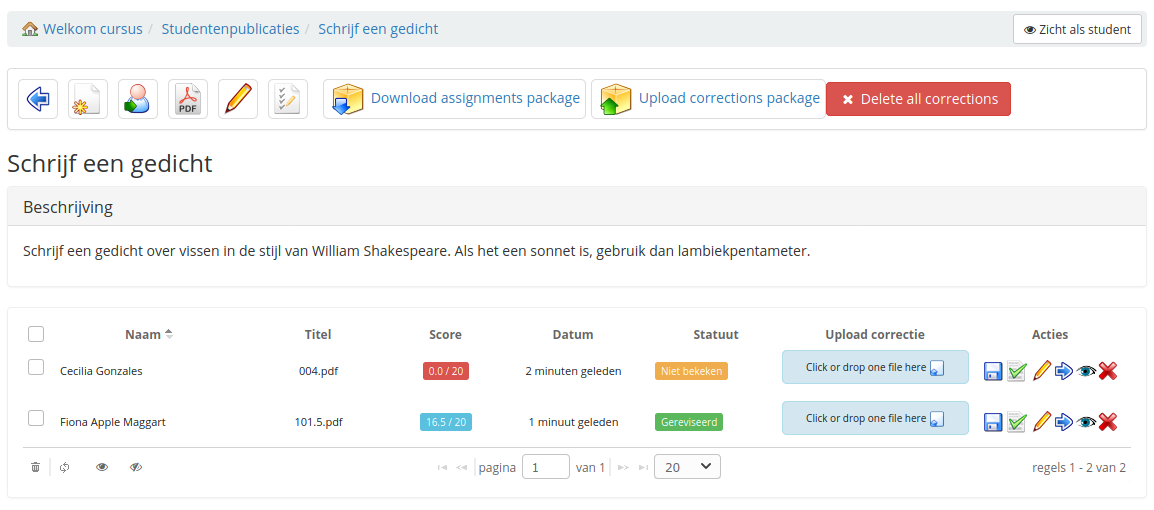 Welkom cursus / Studentenpublicaties / Schrijf een gedicht
Zicht als student
PDF
Download assignments package
Upload corrections package
Delete all corrections
Schrijf een gedicht
Beschrijving
Schrijf een gedicht over vissen in de stijl van William Shakespeare. Als het een sonnet is, gebruik dan lambiekpentameter.
Naam Titel Score Datum Statuut Upload correctie Acties
Cecilia Gonzales 004.pdf 0.0 / 20 2 minuten geleden Niet bekeken Click or drop one file here
Fiona Apple Maggart 101.5.pdf 16.5 / 20 1 minuut geleden Gereviseerd Click or drop one file here
pagina 1 van 1 20 regels 1 - 2 van 2